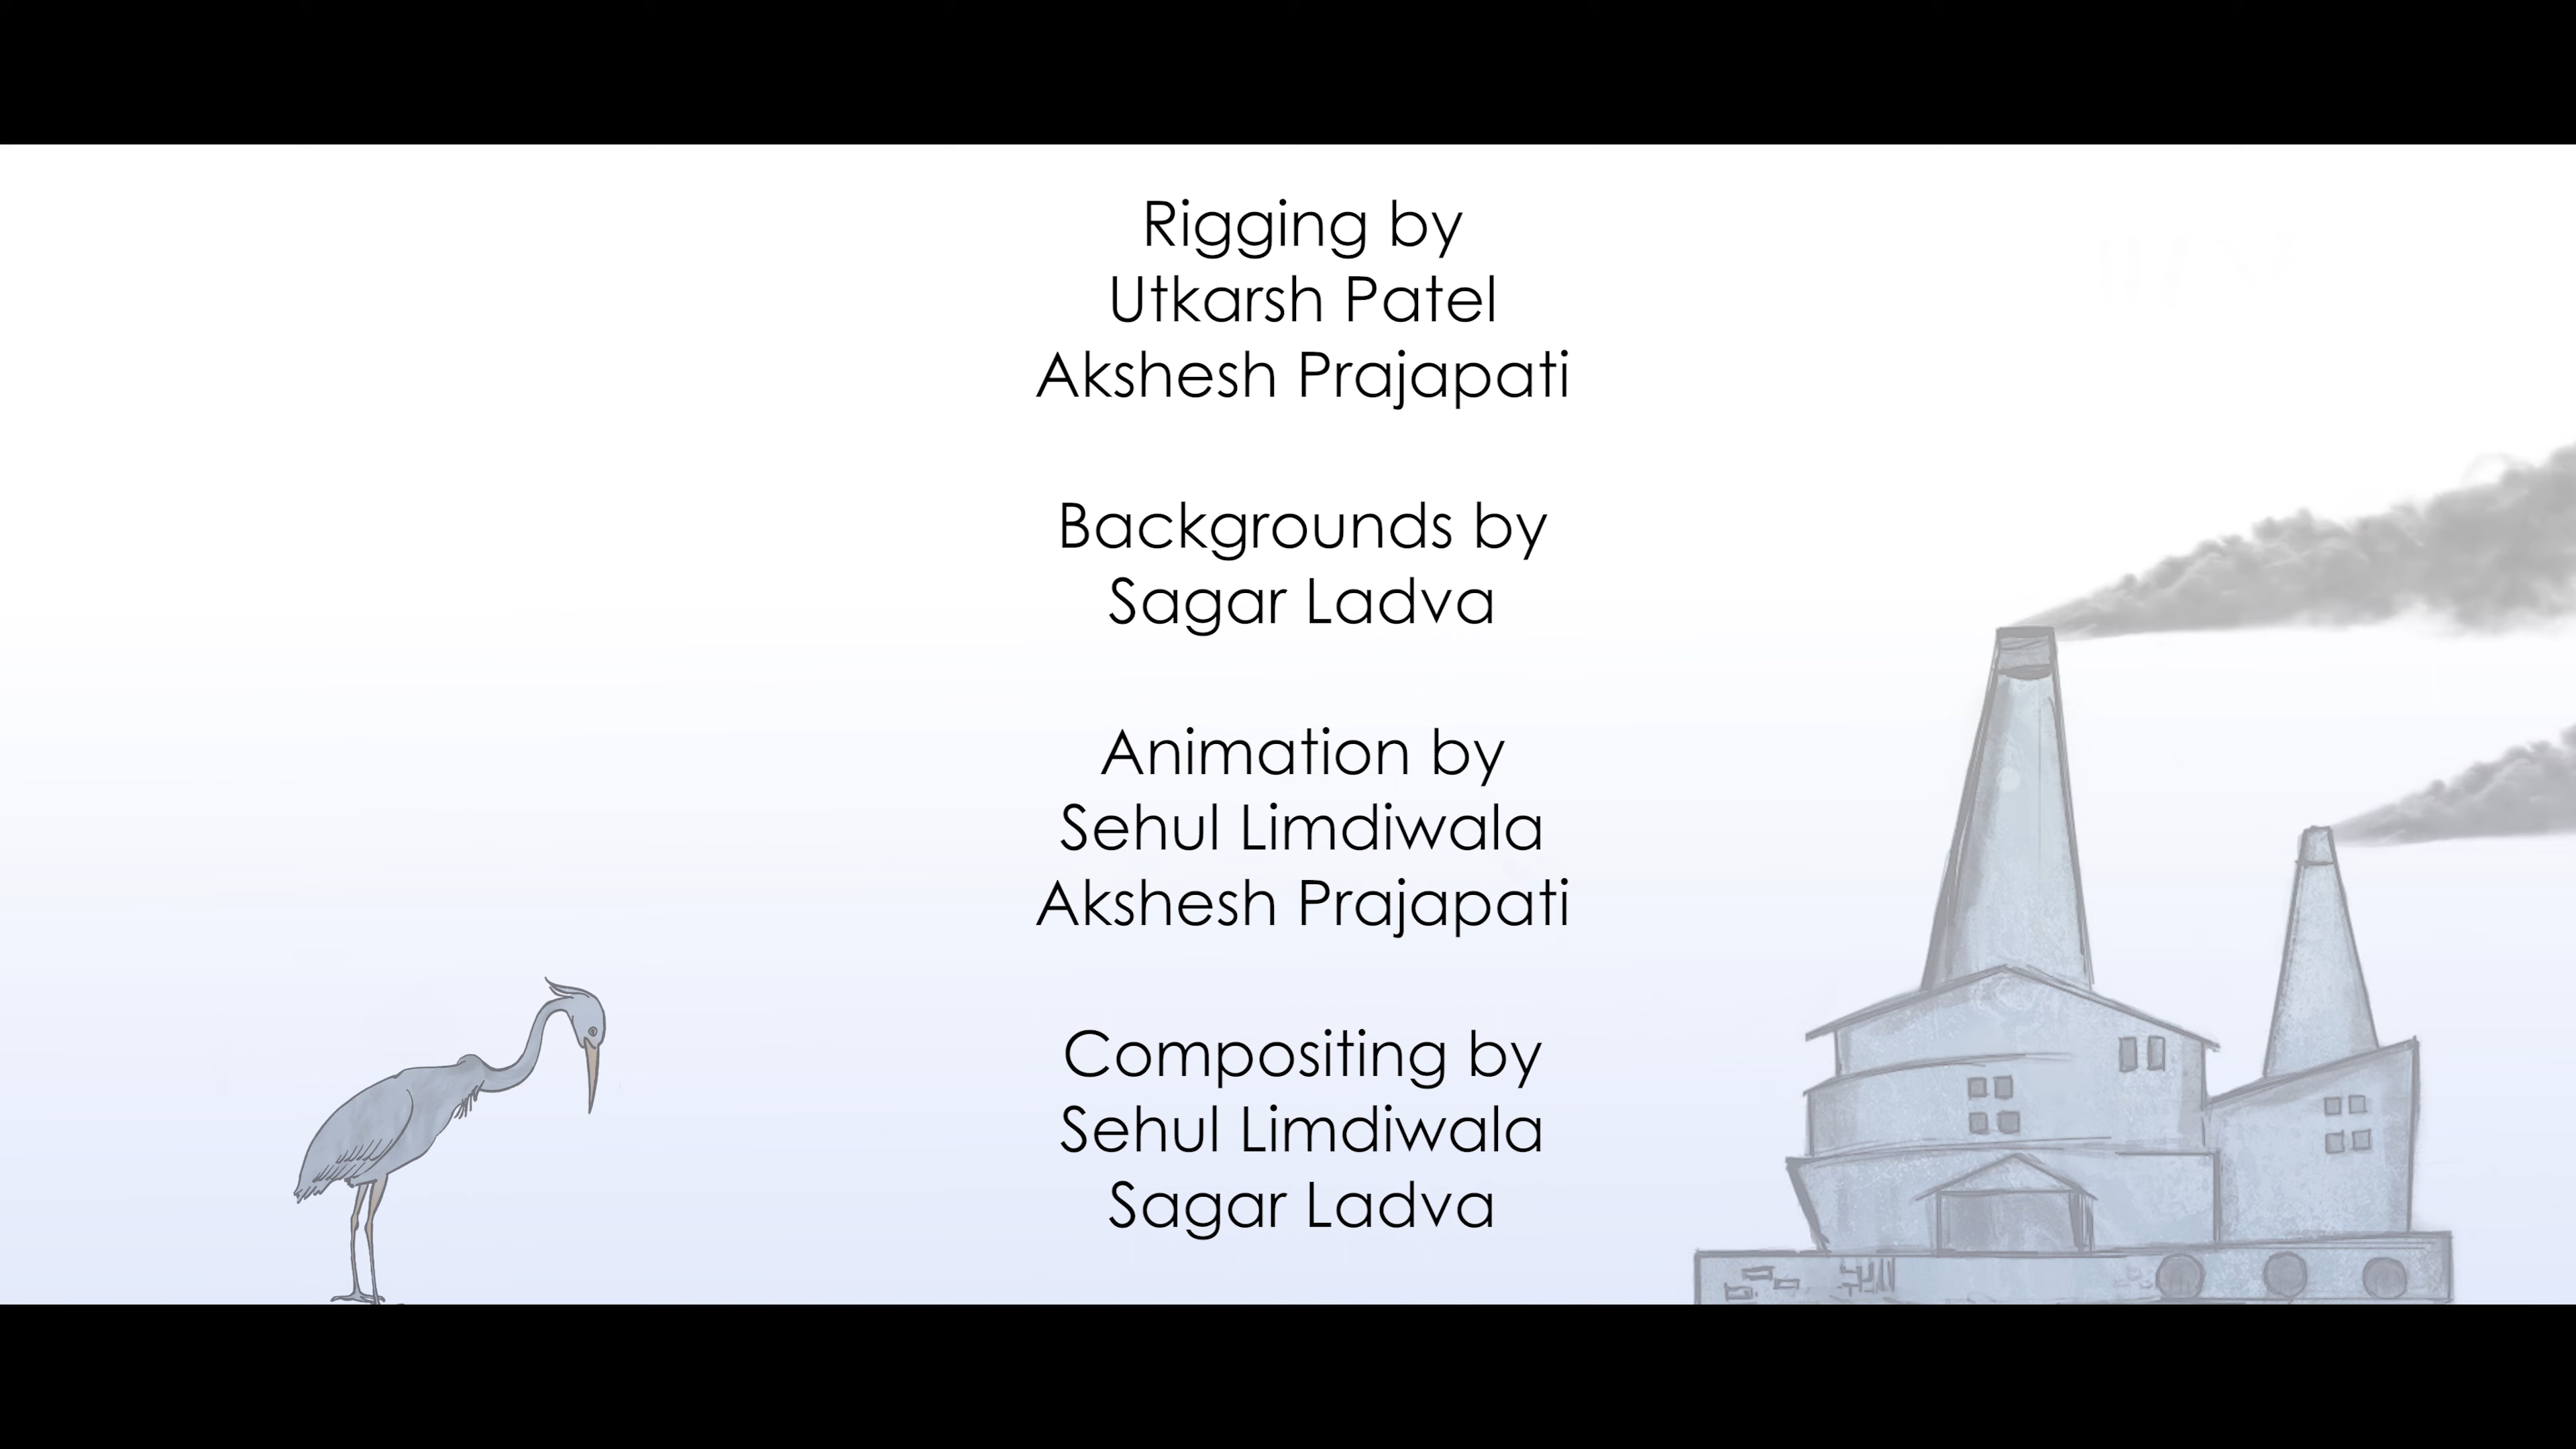 Rigging by
Utkarsh Patel
Akshesh Prajapati
Backgrounds by
Sagar Ladva
Animation by
Sehul Limdiwala
Akshesh Prajapati
Compositing by
Sehul Limdiwala
Sagar Ladva